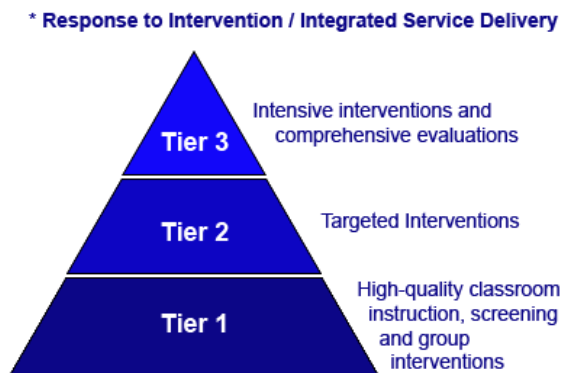 * Response to Intervention / Integrated Service Delivery
Tier 3
Intensive interventions and
comprehensive evaluations
Tier 2
Targeted Interventions
Tier 1
High-quality classroom
instruction, screening
and group
interventions